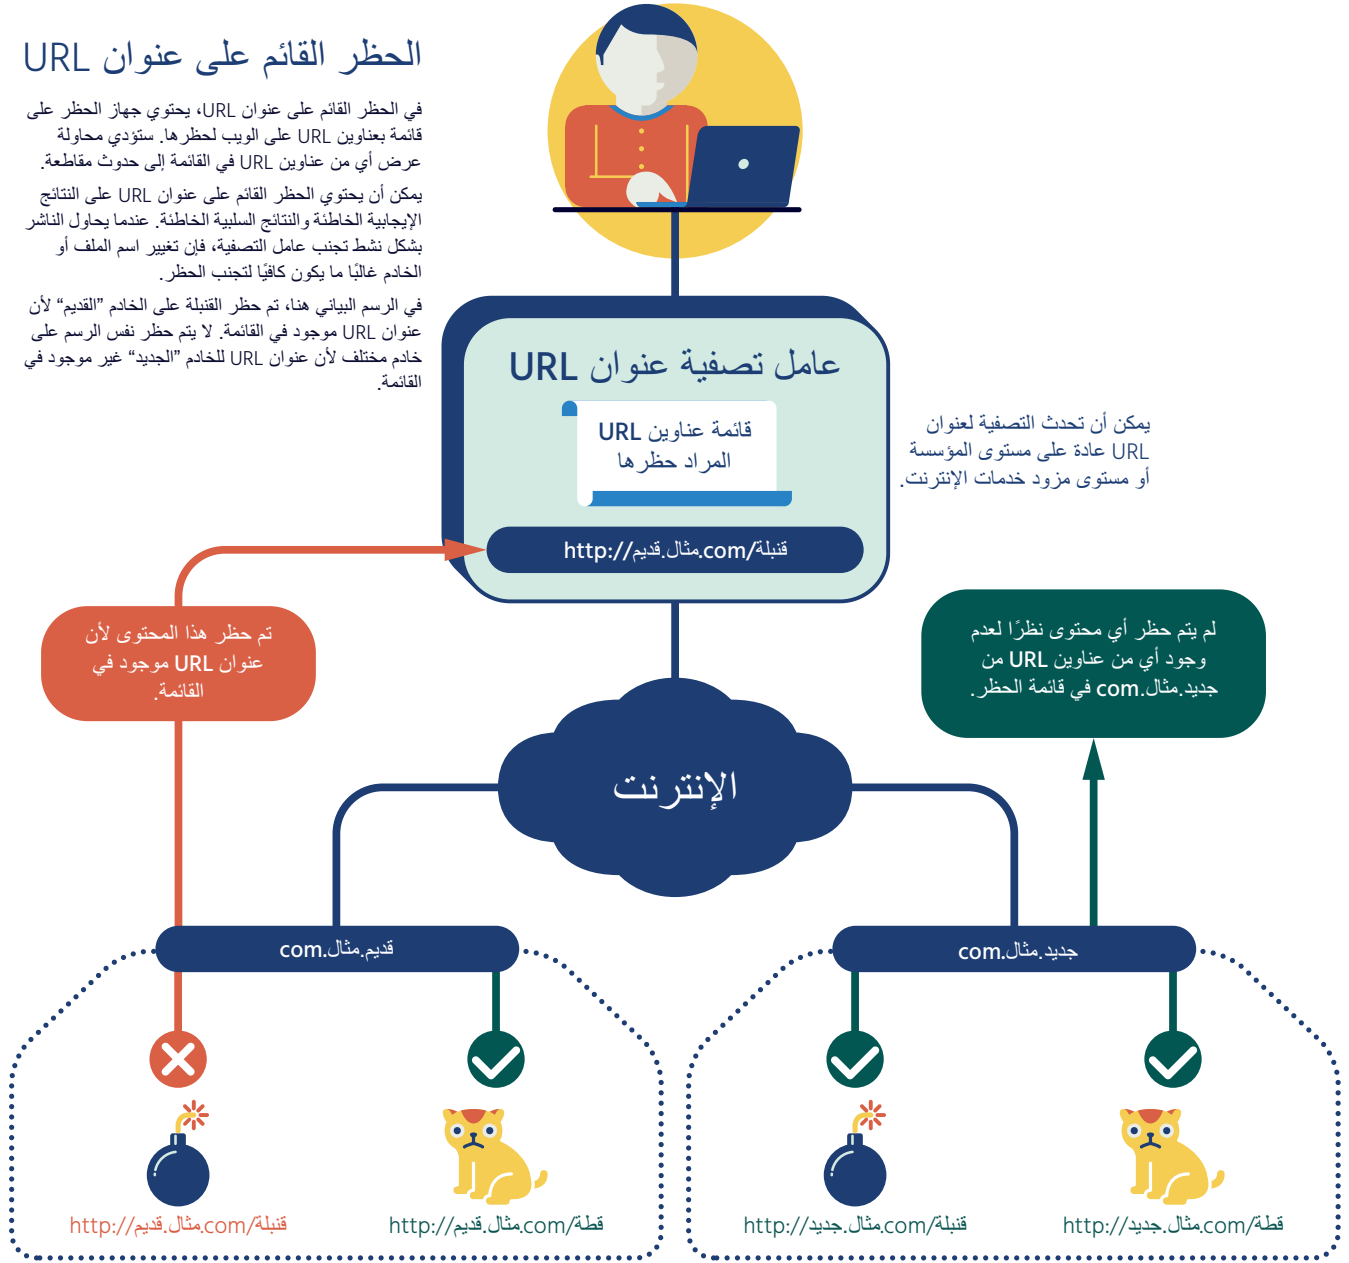 الحظر القائم على عنوان URL
في الحظر القائم على عنوان URL، يحتوي جهاز الحظر على
قائمة بعناوين URL على الويب لحظرها. ستؤدي محاولة
عرض أي من عناوين URL في القائمة إلى حدوث مقاطعة.
يمكن أن يحتوي الحظر القائم على عنوان URL على النتائج
الإيجابية الخاطئة والنتائج السلبية الخاطئة. عندما يحاول الناشر
بشكل نشط تجنب عامل التصفية، فإن تغيير اسم الملف أو
الخادم غالبًا ما يكون كافيًا لتجنب الحظر.
في الرسم البياني هنا، تم حظر القنبلة على الخادم ”القديم“ لأن
عنوان URL موجود في القائمة. لا يتم حظر نفس الرسم على
خادم مختلف لأن عنوان URL للخادم ”الجديد“ غير موجود في
القائمة.
عامل تصفية عنوان URL
قائمة عناوين URL
المراد حظرها
http://قديم.مثال.com/قنبلة
يمكن أن تحدث التصفية لعنوان
URL عادة على مستوى المؤسسة
أو مستوى مزود خدمات الإنترنت.
تم حظر هذا المحتوى لأن
عنوان URL موجود في
القائمة.
لم يتم حظر أي محتوى نظرًا لعدم
وجود أي من عناوين URL من
جديد.مثال.com في قائمة الحظر.
الإنترنت
قديم.مثال.com
جديد.مثال.com
http://قديم.مثال.com/قنبلة
http://قديم.مثال.com/قطة
http://جديد.مثال.com/قنبلة
http://جديد.مثال.com/قطة